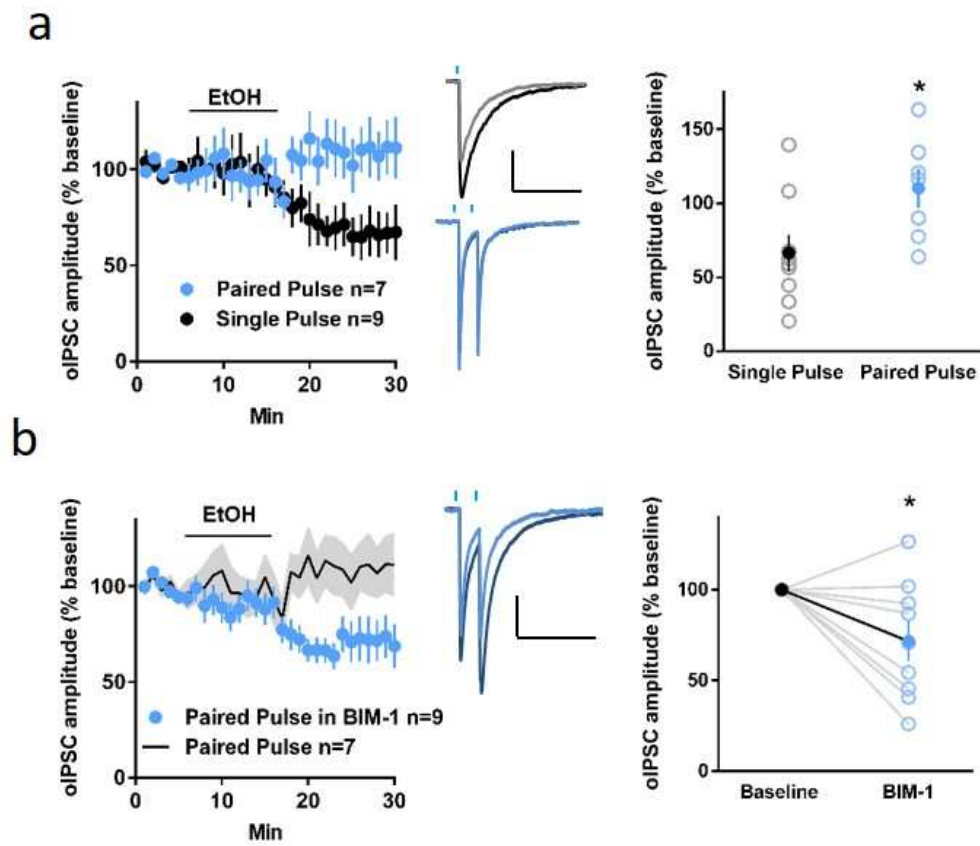 a
oIPSC amplitude (% baseline)
100
50
0
EtOH
Paired Pulse n=7
Single Pulse n=9
0 10 20 30
Min
oIPSC amplitude (% baseline)
150
100
50
0
*
Single Pulse Paired Pulse
b
oIPSC amplitude (% baseline)
100
50
0
EtOH
Paired Pulse in BIM-1 n=9
Paired Pulse n=7
0 10 20 30
Min
oIPSC amplitude (% baseline)
100
50
0
*
Baseline BIM-1